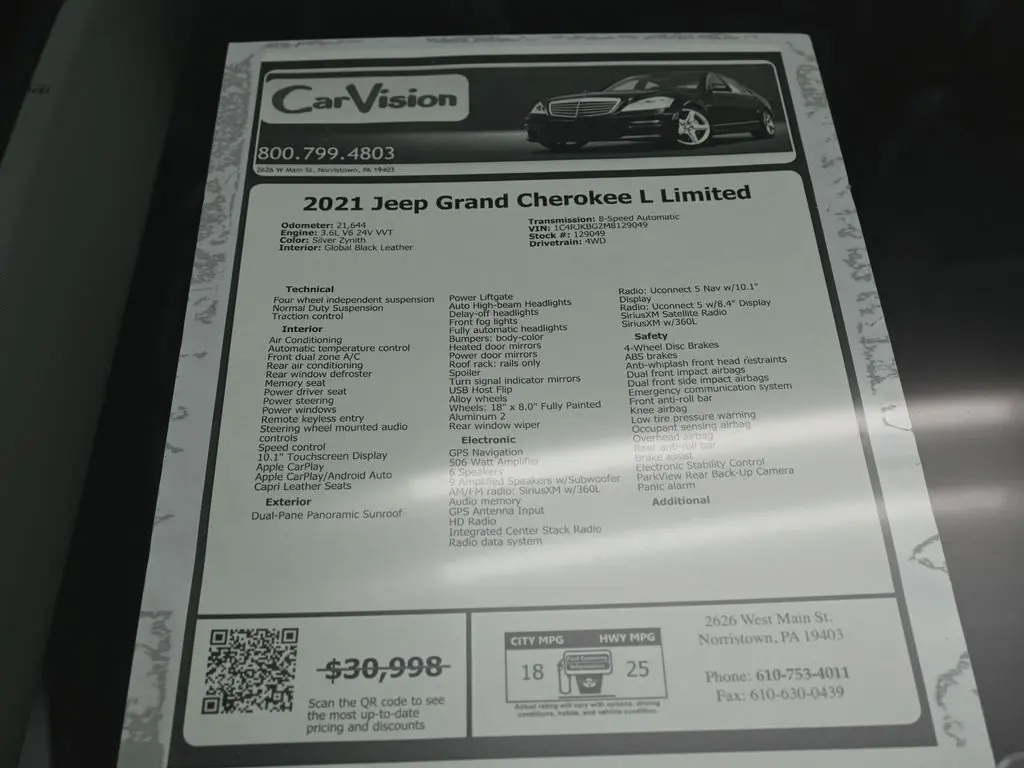 CarVision
800.799.4803
2626 W Main St, Norristown, PA 19403
2021 Jeep Grand Cherokee L Limited
Odometer: 21,644
Engine: 3.6L V6 24V VVT
Color: Silver Zynith
Interior: Global Black Leather
Transmission: 8-Speed Automatic
VIN: 1C4RJKBG2M8129049
Stock #: 129049
Drivetrain: 4WD
Technical
Four wheel independent suspension
Normal Duty Suspension
Traction control
Interior
Air Conditioning
Automatic temperature control
Front dual zone A/C
Rear air conditioning
Rear window defroster
Memory seat
Power driver seat
Power steering
Power windows
Remote keyless entry
Steering wheel mounted audio
controls
Speed control
10.1" Touchscreen Display
Apple CarPlay
Apple CarPlay/Android Auto
Capri Leather Seats
Exterior
Dual-Pane Panoramic Sunroof
Power Liftgate
Auto High-beam Headlights
Delay-off headlights
Front fog lights
Fully automatic headlights
Bumpers: body-color
Heated door mirrors
Power door mirrors
Roof rack: rails only
Spoiler
Turn signal indicator mirrors
USB Host Flip
Alloy wheels
Wheels: 18" x 8.0" Fully Painted
Aluminum 2
Rear window wiper
Electronic
GPS Navigation
506 Watt Amplifier
6 Speakers
9 Amplified Speakers w/Subwoofer
AM/FM radio: SiriusXM w/360L
Audio memory
GPS Antenna Input
HD Radio
Integrated Center Stack Radio
Radio data system
Radio: Uconnect 5 Nav w/10.1"
Display
Radio: Uconnect 5 w/8.4" Display
SiriusXM Satellite Radio
SiriusXM w/360L
Safety
4-Wheel Disc Brakes
ABS brakes
Anti-whiplash front head restraints
Dual front impact airbags
Dual front side impact airbags
Emergency communication system
Front anti-roll bar
Knee airbag
Low tire pressure warning
Occupant sensing airbag
Overhead airbag
Rear anti-roll bar
Brake assist
Electronic Stability Control
ParkView Rear Back-Up Camera
Panic alarm
Additional
$30,998
Scan the QR code to see
the most up-to-date
pricing and discounts
CITY MPG HWY MPG
18 25
Actual rating will vary with options, driving
conditions, habits, and vehicle condition.
2626 West Main St.
Norristown, PA 19403
Phone: 610-753-4011
Fax: 610-630-0439